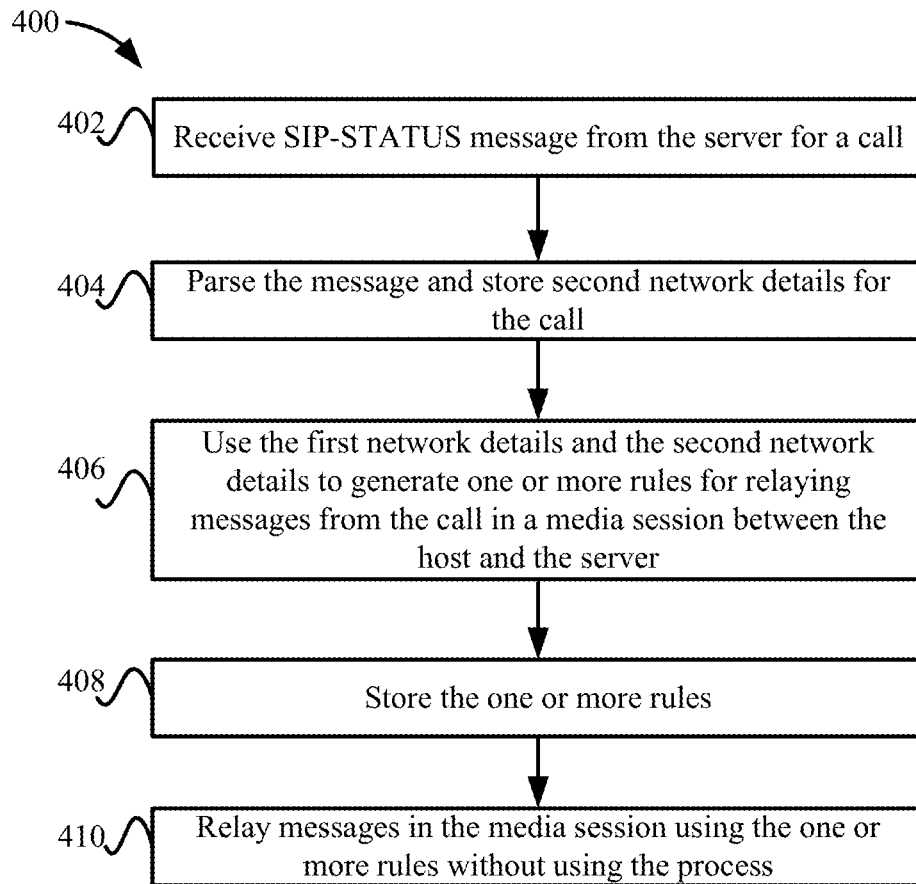 400
402
Receive SIP-STATUS message from the server for a call
404
Parse the message and store second network details for
the call
406
Use the first network details and the second network
details to generate one or more rules for relaying
messages from the call in a media session between the
host and the server
408
Store the one or more rules
410
Relay messages in the media session using the one or
more rules without using the process